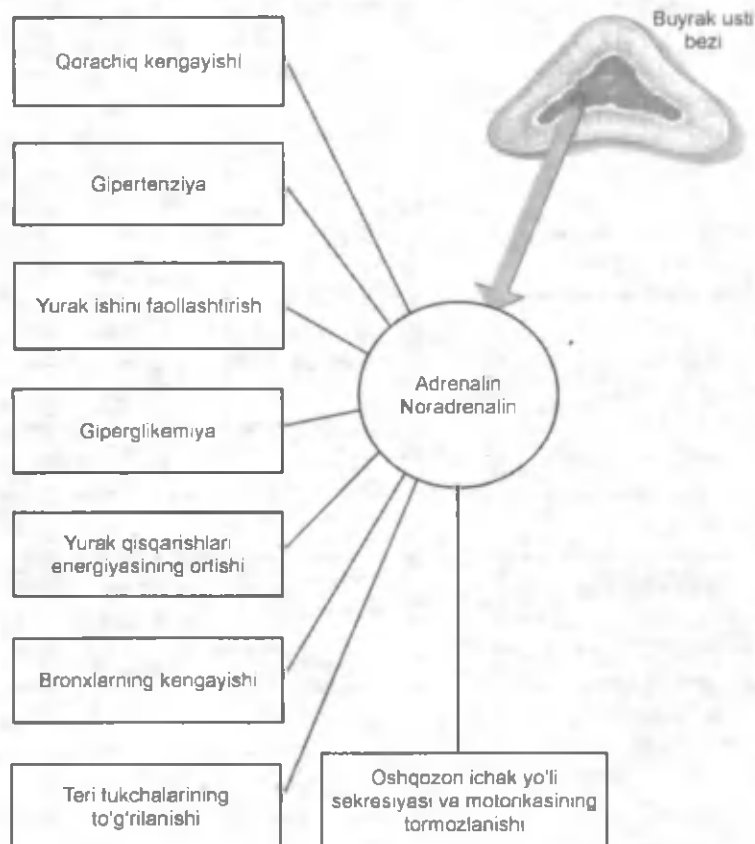 Buyrak usti
bezi
Qorachiq kengayishi
Gipertenziya
Yurak ishini faollashtirish
Giperglikemiya
Yurak qisqarishlari
energiyasining ortishi
Bronxlarning kengayishi
Teri tukchalarining
to'g'rilanishi
Adrenalin
Noradrenalin
Oshqozon ichak yo'li
sekresiyasi va motorikasining
tormozlanishi